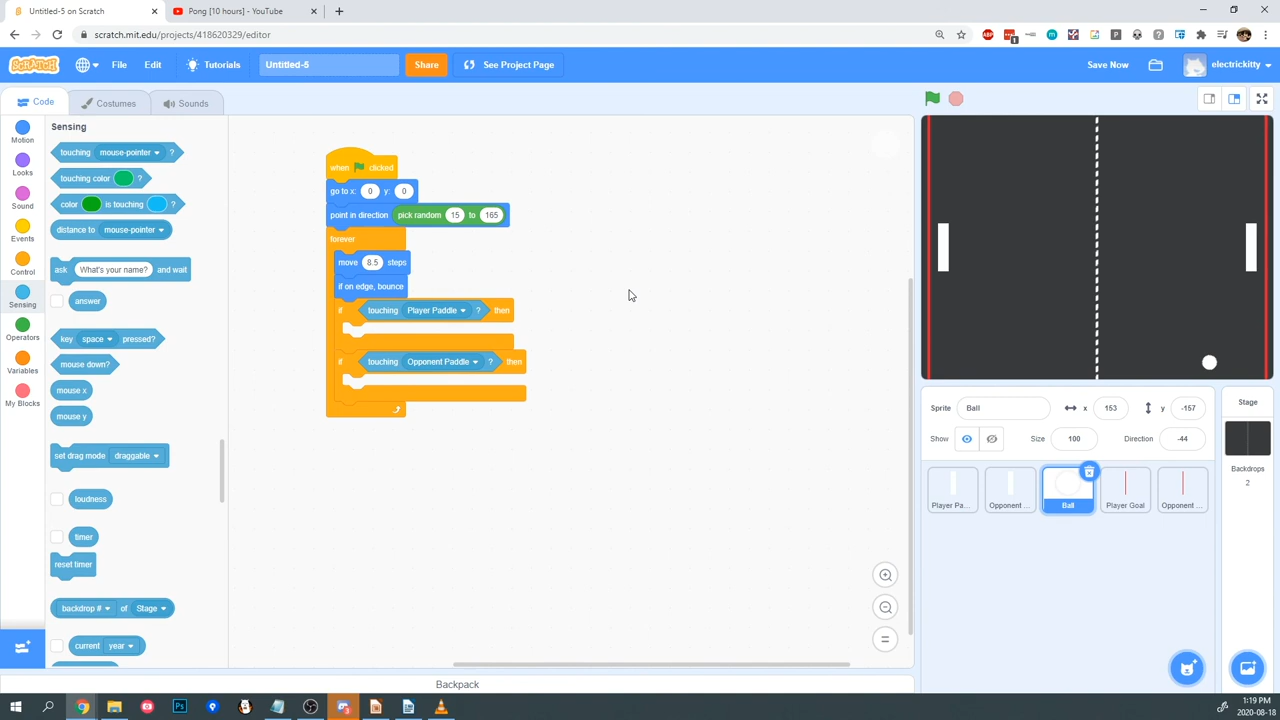 Untitled-5 on Scratch
Pong [10 hours] - YouTube
scratch.mit.edu/projects/418620329/editor
SCRATCH File Edit Tutorials Untitled-5 Share See Project Page Save Now electrickitty
Code Costumes Sounds
Motion
Looks
Sound
Events
Control
Sensing
Operators
Variables
My Blocks
Sensing
touching mouse-pointer ?
touching color ?
color is touching ?
distance to mouse-pointer
ask What's your name? and wait
answer
key space pressed?
mouse down?
mouse x
mouse y
set drag mode draggable
loudness
timer
reset timer
backdrop # of Stage
current year
when clicked
go to x: 0 y: 0
point in direction pick random 15 to 165
forever
move 8.5 steps
if on edge, bounce
if touching Player Paddle ? then
if touching Opponent Paddle ? then
Sprite Ball x 153 y -157
Show Size 100 Direction -44
Player Pa...
Opponent ...
Ball
Player Goal
Opponent ...
Stage
Backdrops
2
Backpack
1:19 PM
2020-08-18